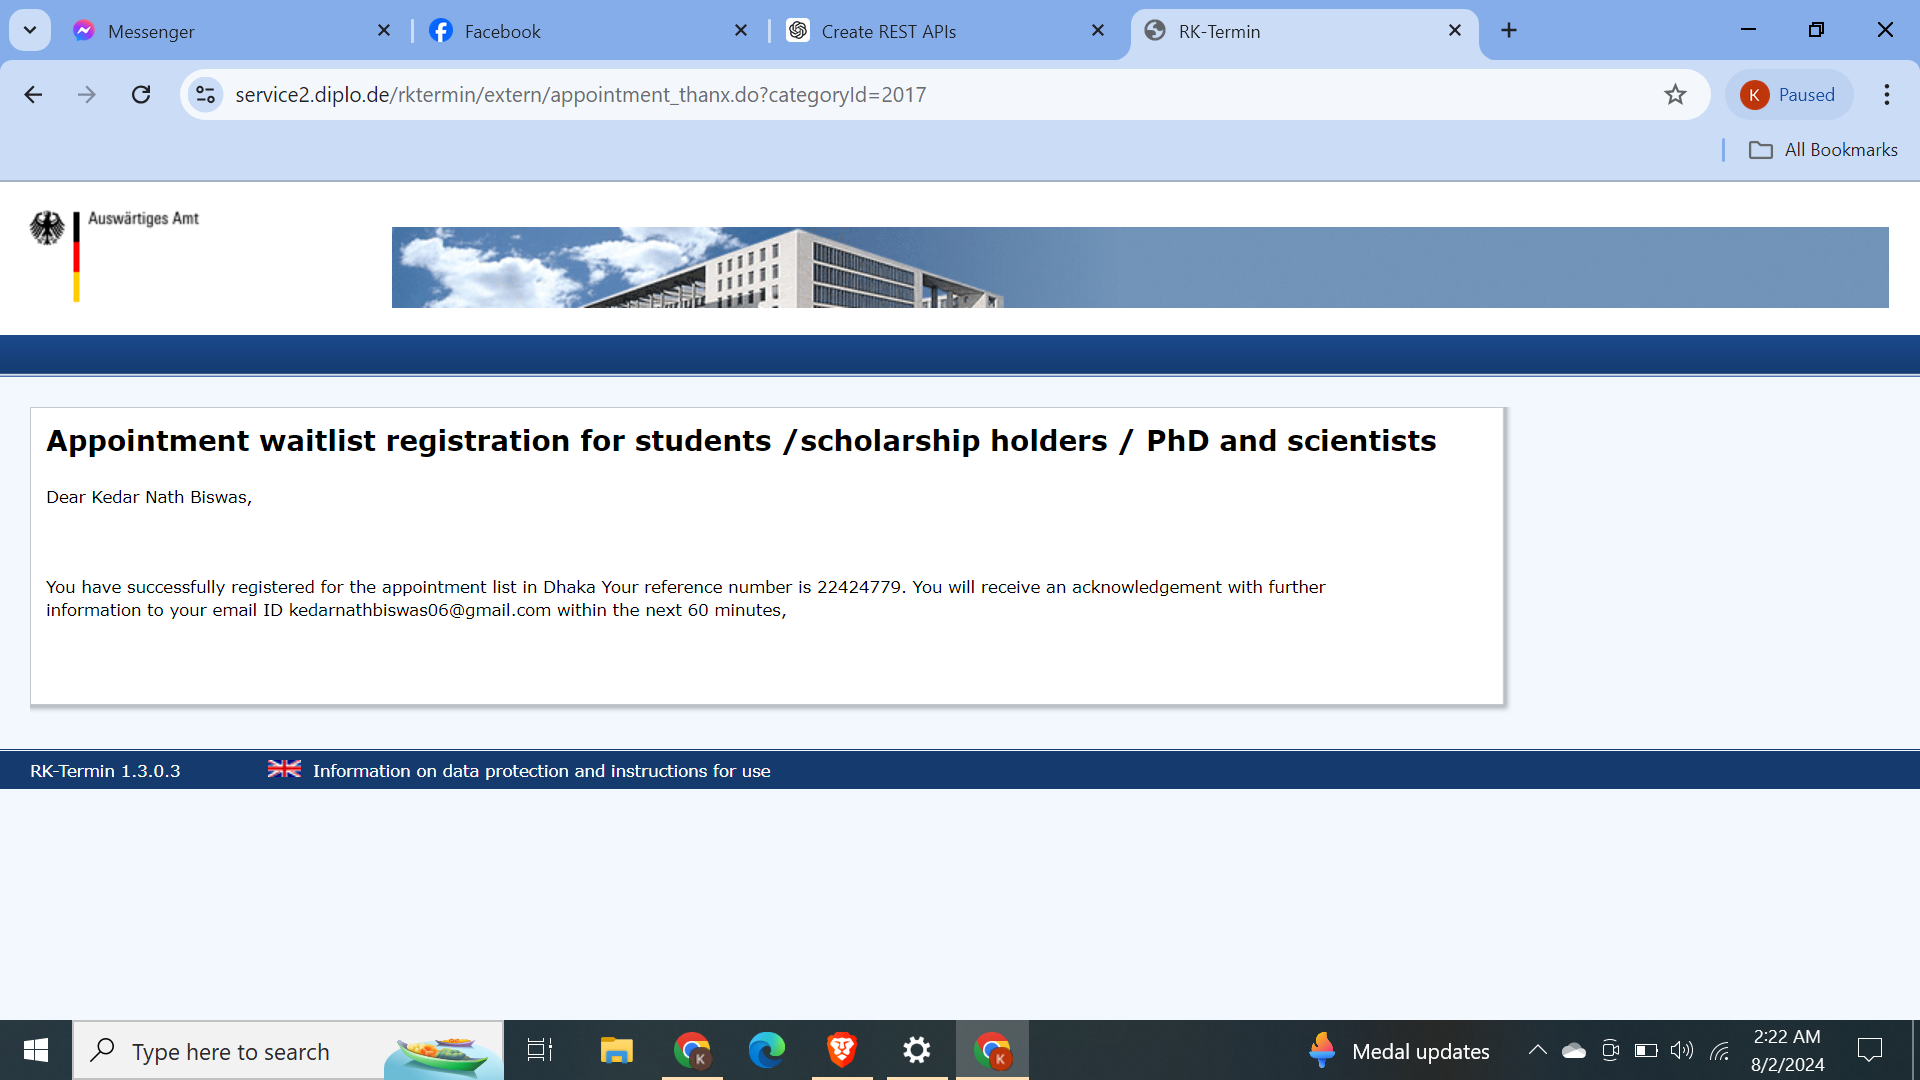 Messenger
Facebook
Create REST APIs
RK-Termin
service2.diplo.de/rktermin/extern/appointment_thanx.do?categoryId=2017
K
Paused
All Bookmarks
Auswärtiges Amt
Appointment waitlist registration for students /scholarship holders / PhD and scientists
Dear Kedar Nath Biswas,
You have successfully registered for the appointment list in Dhaka Your reference number is 22424779. You will receive an acknowledgement with further
information to your email ID kedarnathbiswas06@gmail.com within the next 60 minutes,
RK-Termin 1.3.0.3
Information on data protection and instructions for use
Type here to search
K
K
Medal updates
2:22 AM
8/2/2024